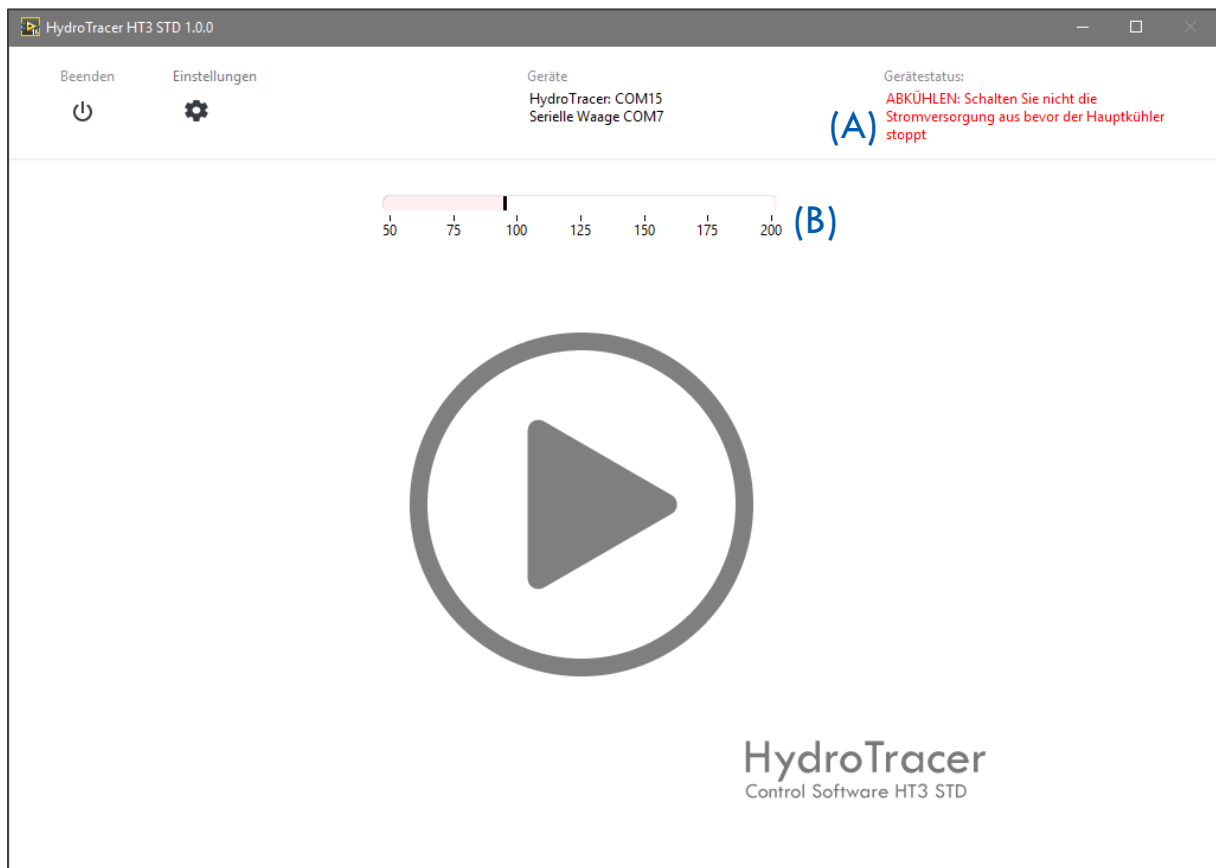 HydroTracer HT3 STD 1.0.0
Beenden
Einstellungen
Geräte
HydroTracer: COM15
Serielle Waage COM7
Gerätestatus:
(A)
ABKÜHLEN: Schalten Sie nicht die
Stromversorgung aus bevor der Hauptkühler
stoppt
50 75 100 125 150 175 200
(B)
HydroTracer
Control Software HT3 STD